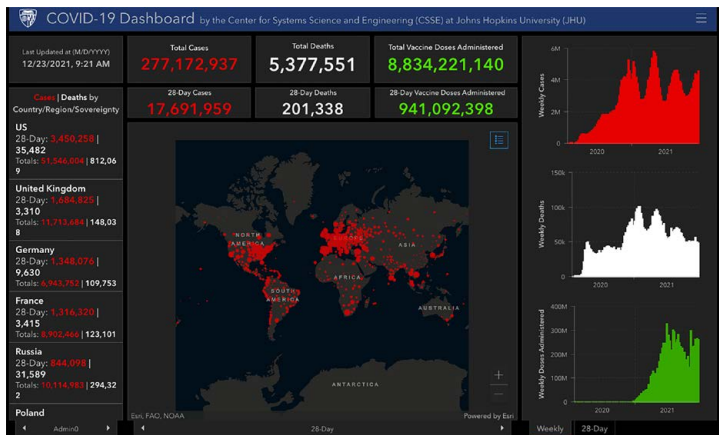 COVID-19 Dashboard by the Center for Systems Science and Engineering (CSSE) at Johns Hopkins University (JHU)
Last Updated at (M/D/YYYY)
12/23/2021, 9:21 AM
Total Cases
277,172,937
Total Deaths
5,377,551
Total Vaccine Doses Administered
8,834,221,140
28-Day Cases
17,691,959
28-Day Deaths
201,338
28-Day Vaccine Doses Administered
941,092,398
Cases | Deaths by
Country/Region/Sovereignty
US
28-Day: 3,450,258 |
35,482
Totals: 51,546,004 | 812,06
9
United Kingdom
28-Day: 1,684,825 |
3,310
Totals: 11,713,684 | 148,03
8
Germany
28-Day: 1,348,076 |
9,630
Totals: 6,943,752 | 109,753
France
28-Day: 1,316,320 |
3,415
Totals: 8,902,466 | 123,101
Russia
28-Day: 844,098 |
31,589
Totals: 10,114,983 | 294,32
2
Poland
Admin0
NORTH
AMERICA
EUROPE
ASIA
AFRICA
SOUTH
AMERICA
AUSTRALIA
ANTARCTICA
+
−
Esri, FAO, NOAA
Powered by Esri
28-Day
Weekly Cases
6M
4M
2M
0
2020
2021
Weekly Deaths
150k
100k
50k
0
2020
2021
Weekly Doses Administered
400M
300M
200M
100M
0
2020
2021
Weekly
28-Day